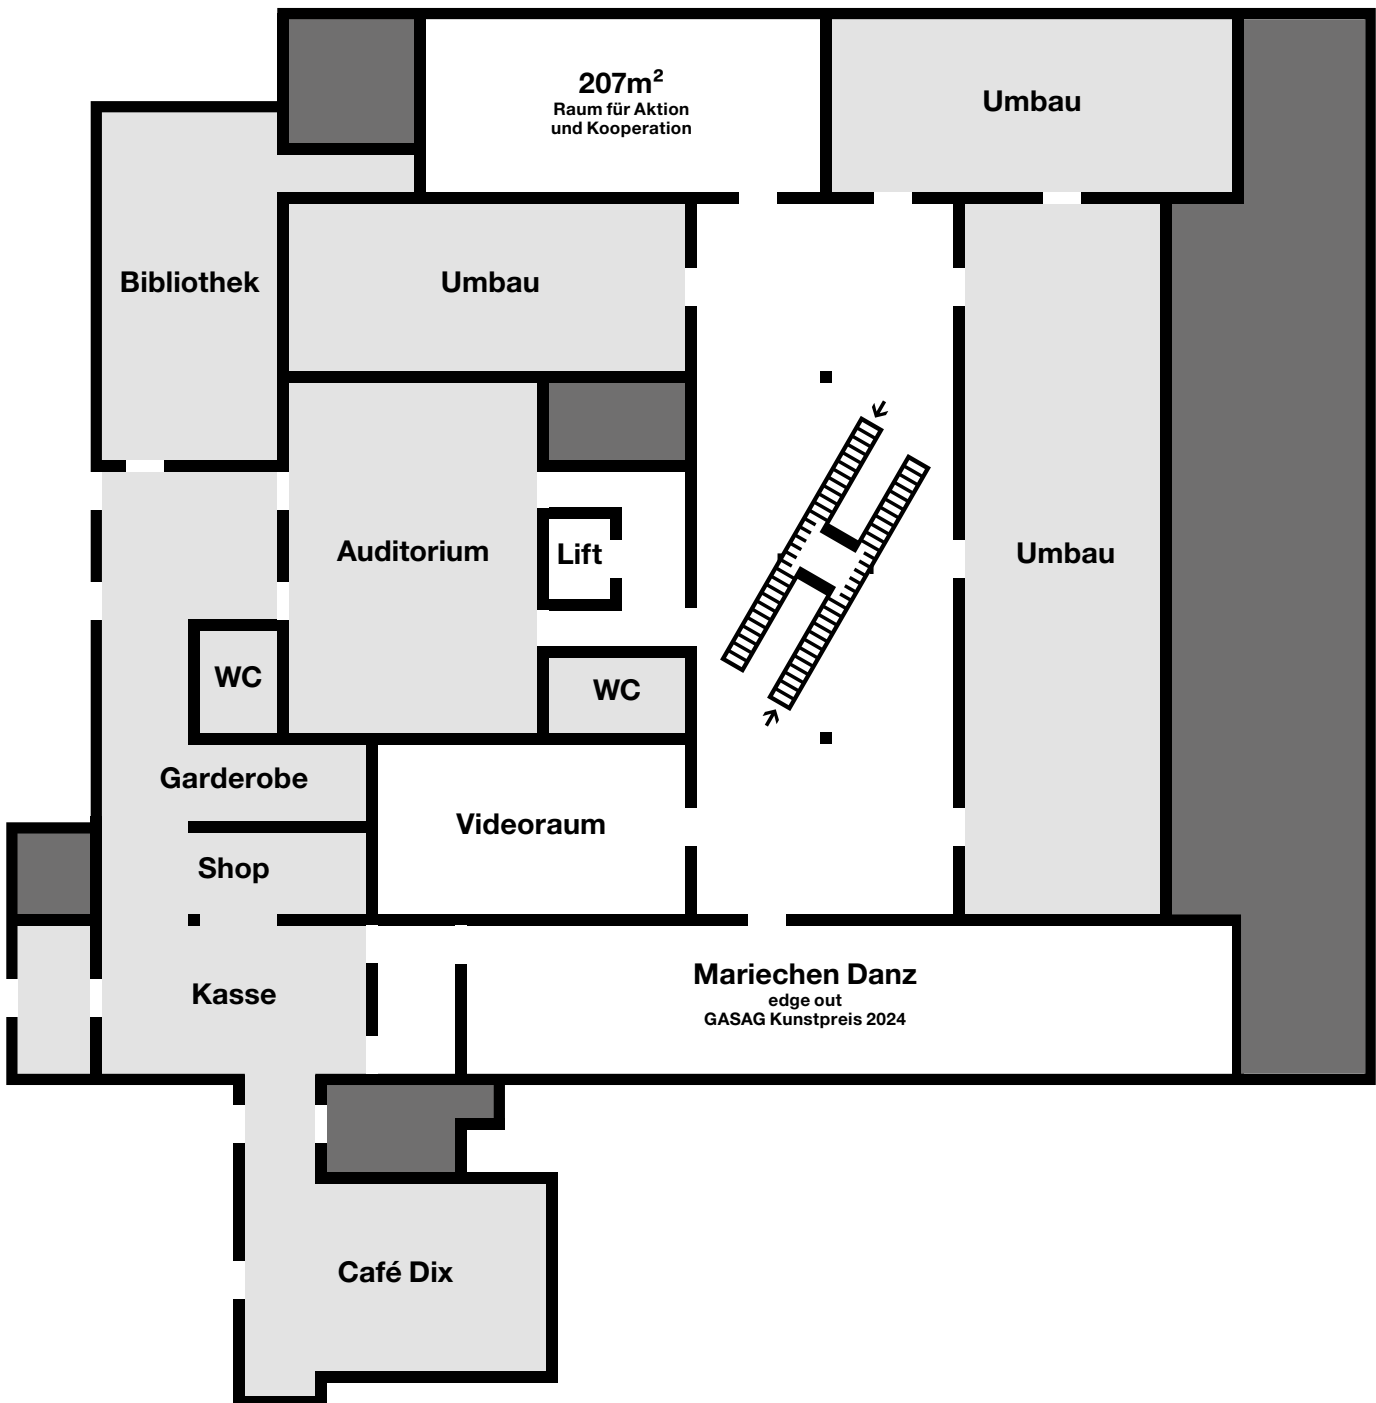 207m²
Raum für Aktion
und Kooperation
Umbau
Bibliothek
Umbau
Auditorium
Lift
Umbau
WC
WC
Garderobe
Videoraum
Shop
Kasse
Mariechen Danz
edge out
GASAG Kunstpreis 2024
Café Dix